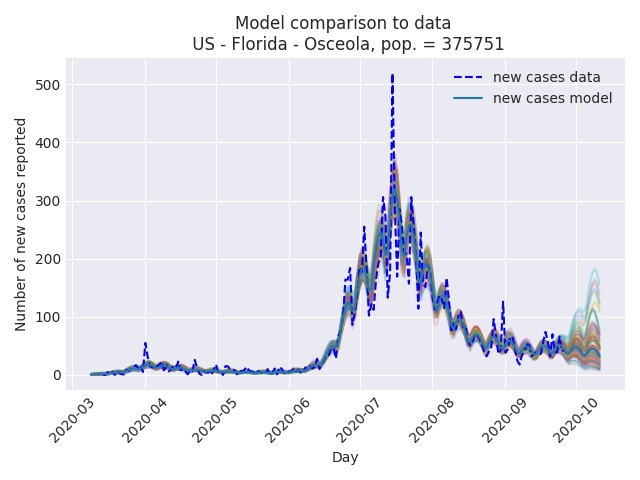 Model comparison to data
US - Florida - Osceola, pop. = 375751
new cases data
new cases model
Number of new cases reported
500
400
300
200
100
0
2020-03
2020-04
2020-05
2020-06
2020-07
2020-08
2020-09
2020-10
Day